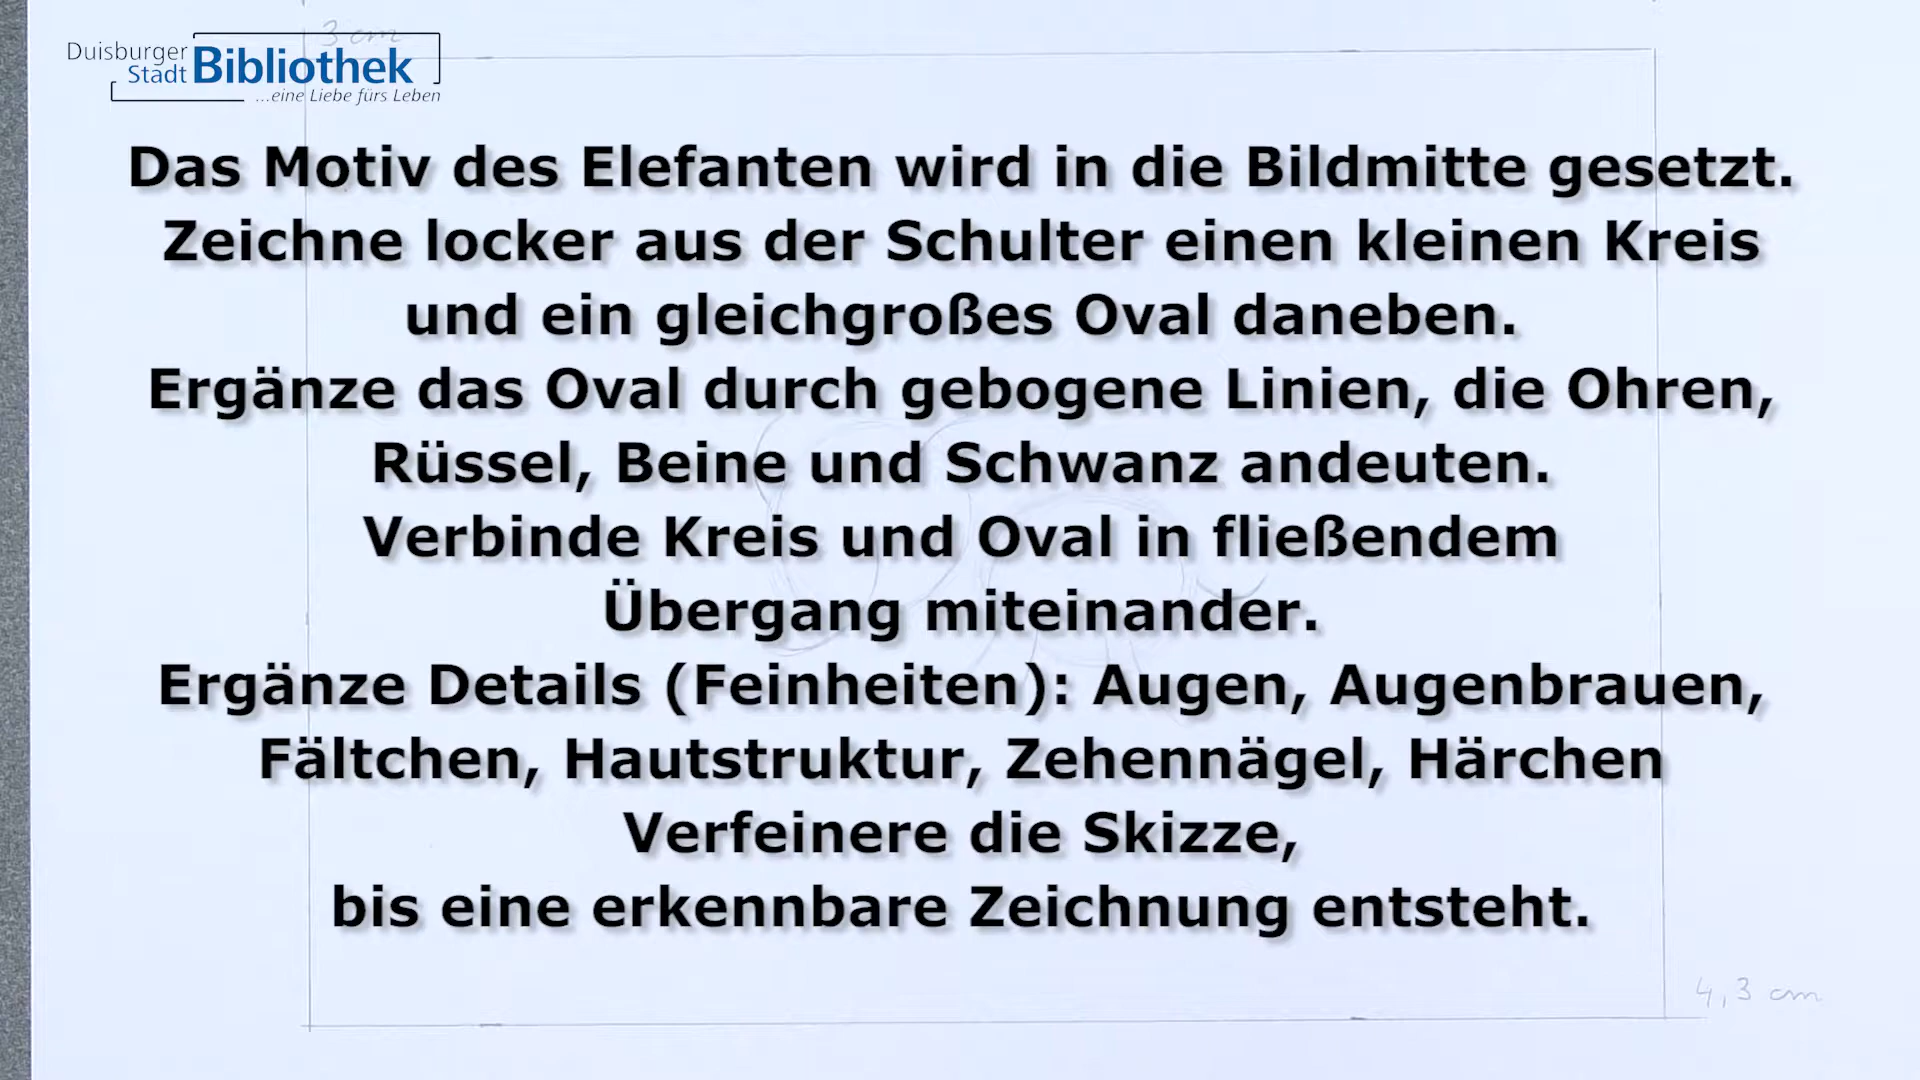 3 cm
Duisburger
Stadt Bibliothek
...eine Liebe fürs Leben
Das Motiv des Elefanten wird in die Bildmitte gesetzt.
Zeichne locker aus der Schulter einen kleinen Kreis
und ein gleichgroßes Oval daneben.
Ergänze das Oval durch gebogene Linien, die Ohren,
Rüssel, Beine und Schwanz andeuten.
Verbinde Kreis und Oval in fließendem
Übergang miteinander.
Ergänze Details (Feinheiten): Augen, Augenbrauen,
Fältchen, Hautstruktur, Zehennägel, Härchen
Verfeinere die Skizze,
bis eine erkennbare Zeichnung entsteht.
4,3 cm